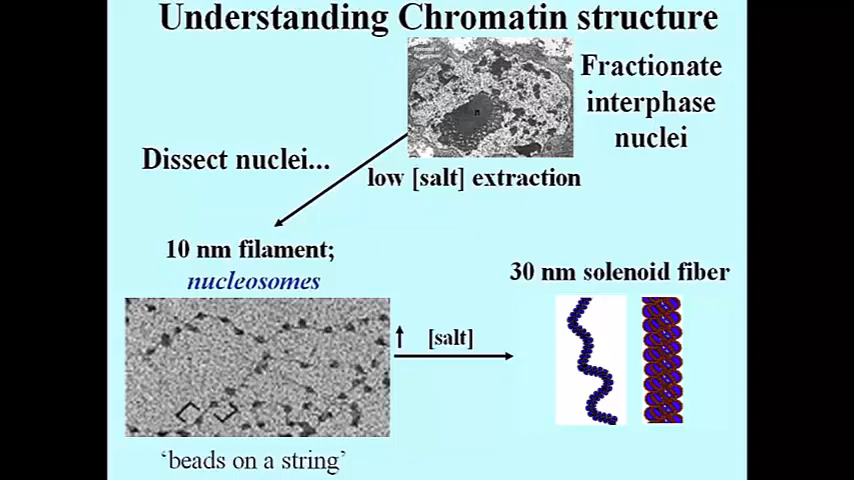 Understanding Chromatin structure
Fractionate
interphase
nuclei
Dissect nuclei...
low [salt] extraction
10 nm filament;
nucleosomes
30 nm solenoid fiber
[salt]
‘beads on a string’